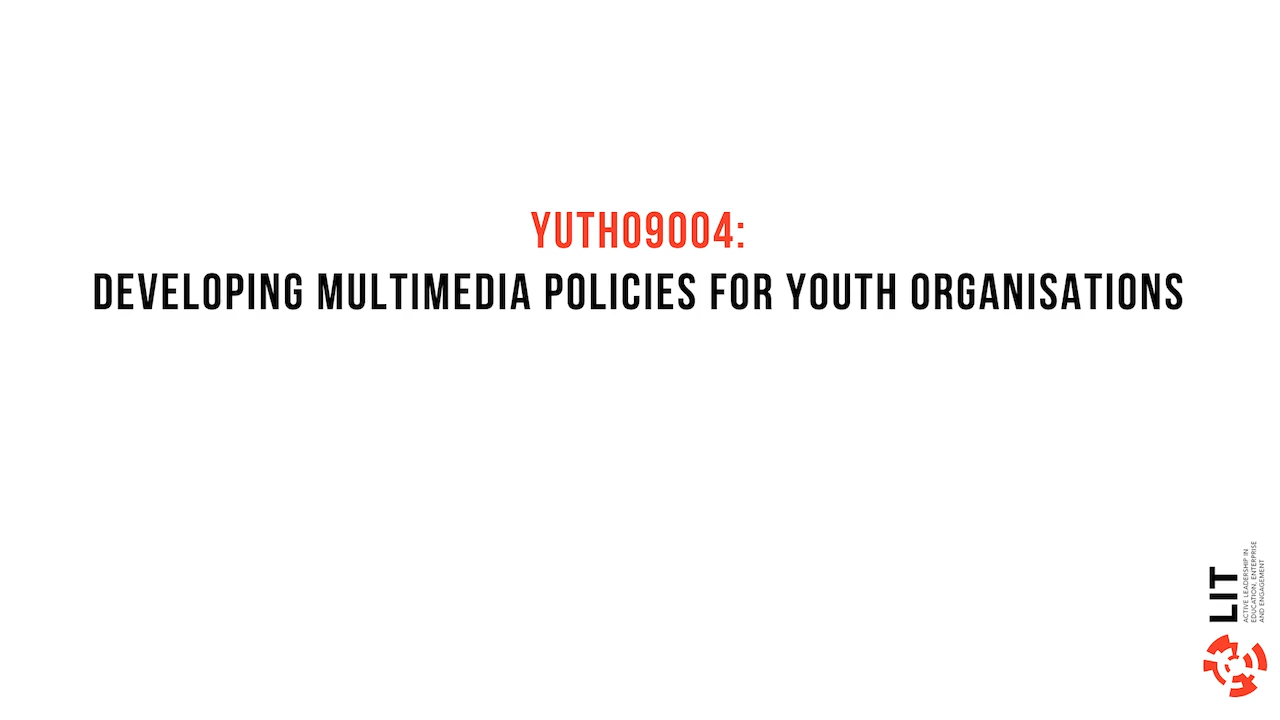 YUTH09004:
DEVELOPING MULTIMEDIA POLICIES FOR YOUTH ORGANISATIONS
LIT
ACTIVE LEADERSHIP IN
EDUCATION, ENTERPRISE
AND ENGAGEMENT